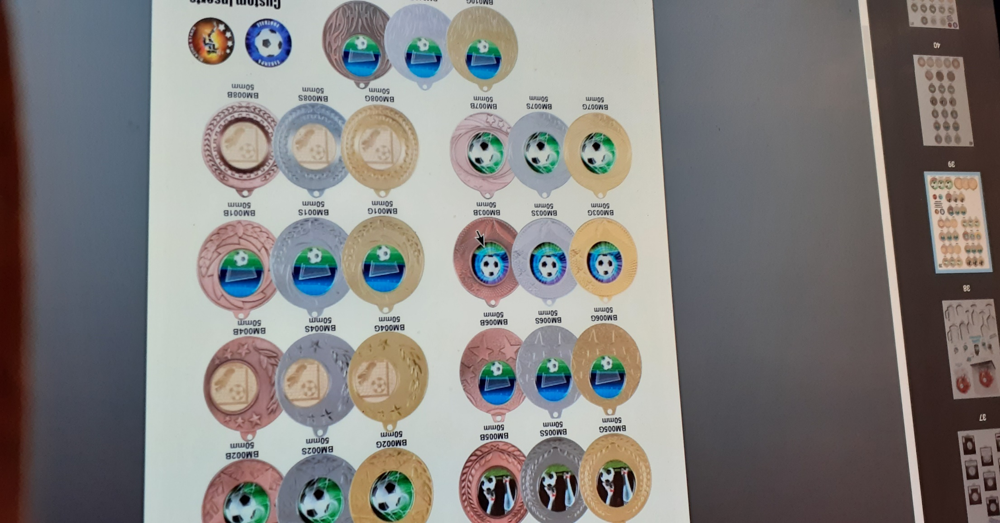 37
38
39
40
BM005G
50mm
BM005S
50mm
BM005B
50mm
BM002G
50mm
BM002S
50mm
BM002B
50mm
BM006G
50mm
BM006S
50mm
BM006B
50mm
BM004G
50mm
BM004S
50mm
BM004B
50mm
BM003G
50mm
BM003S
50mm
BM003B
50mm
BM001G
50mm
BM001S
50mm
BM001B
50mm
BM007G
50mm
BM007S
50mm
BM007B
50mm
BM008G
50mm
BM008S
50mm
BM008B
50mm
FOOTBALL
BM010G
Custom Inserts